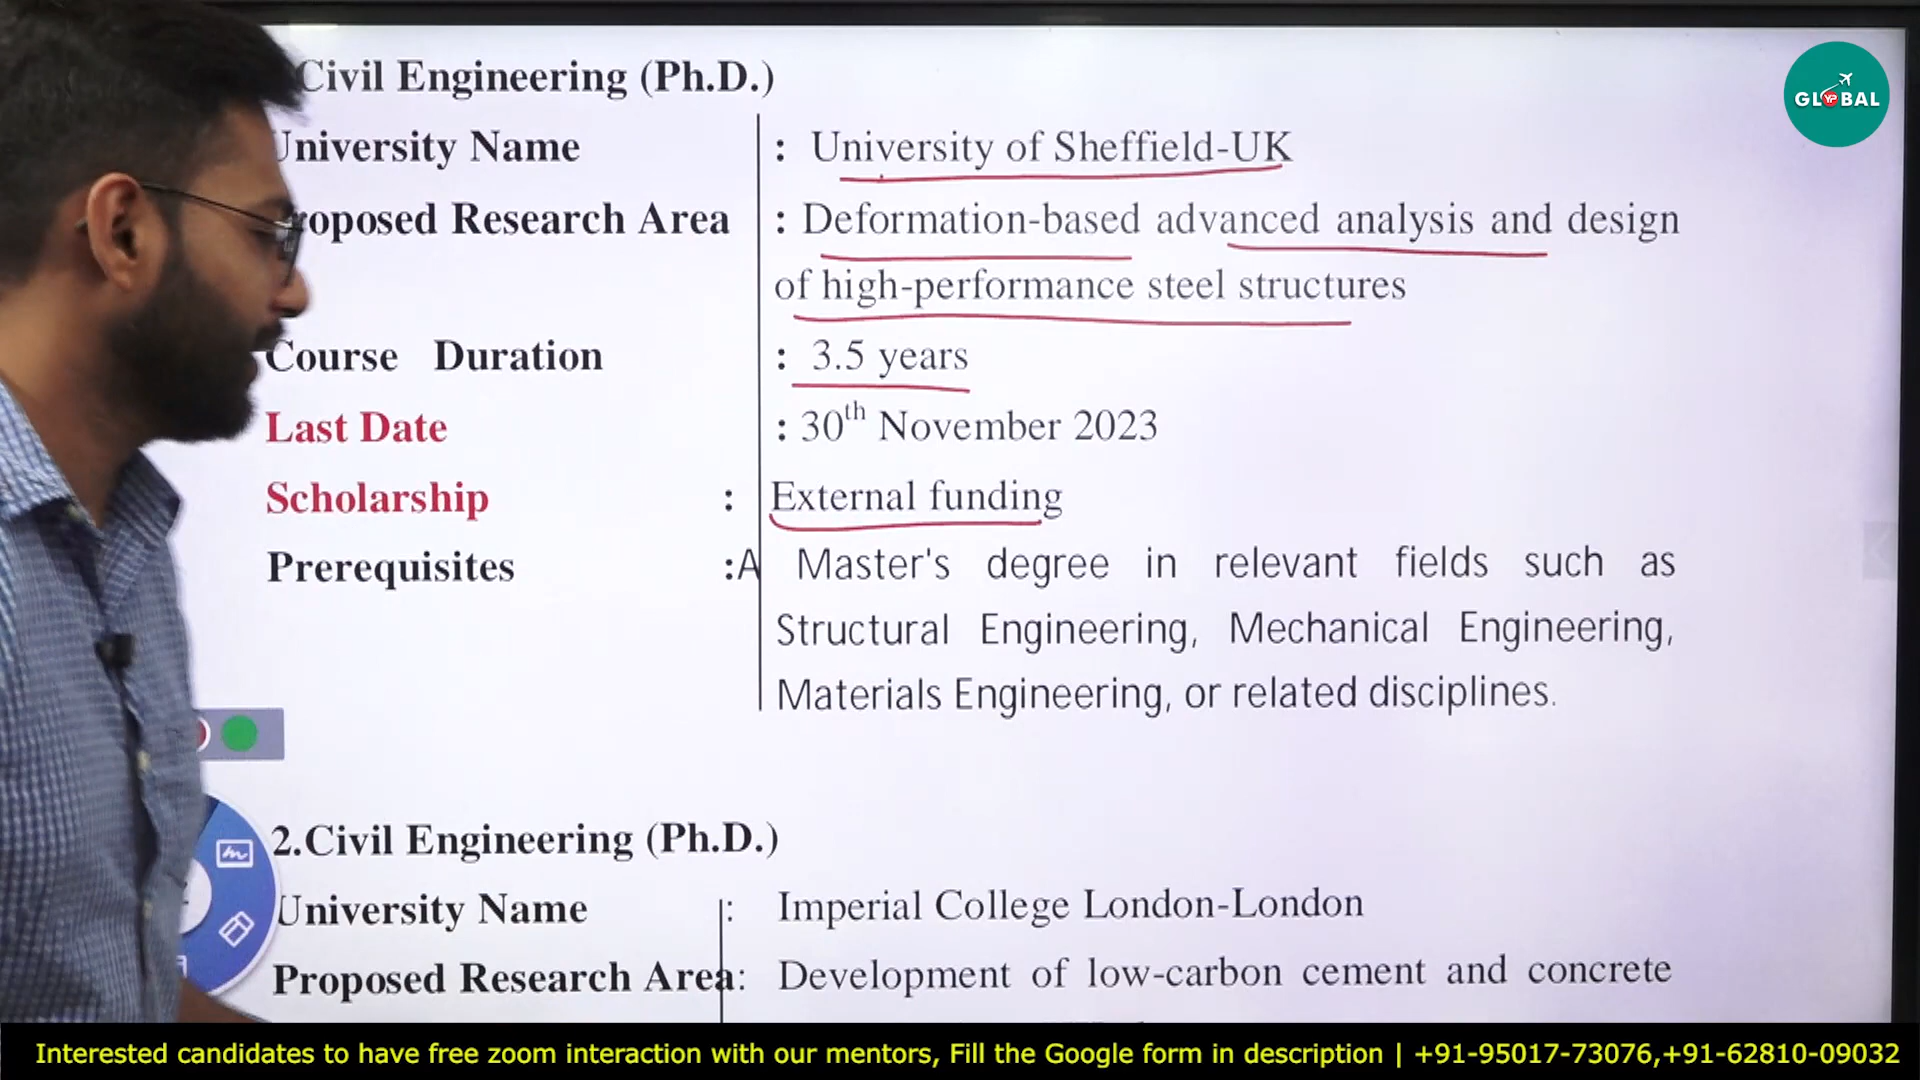 Civil Engineering (Ph.D.)
University Name : University of Sheffield-UK
Proposed Research Area : Deformation-based advanced analysis and design
of high-performance steel structures
Course Duration : 3.5 years
Last Date : 30th November 2023
Scholarship : External funding
Prerequisites :A Master's degree in relevant fields such as
Structural Engineering, Mechanical Engineering,
Materials Engineering, or related disciplines.
2.Civil Engineering (Ph.D.)
University Name : Imperial College London-London
Proposed Research Area: Development of low-carbon cement and concrete
GLOBAL
YP
Interested candidates to have free zoom interaction with our mentors, Fill the Google form in description | +91-95017-73076,+91-62810-09032